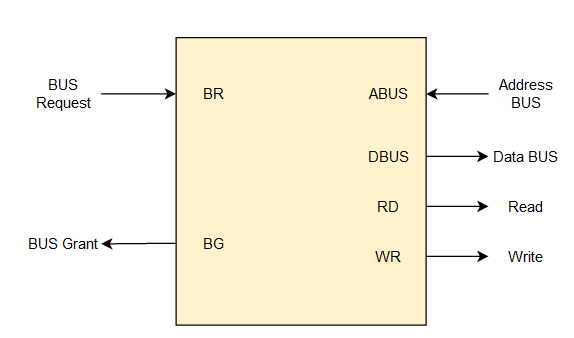 BUS
Request
BR
ABUS
Address
BUS
DBUS
Data BUS
RD
Read
BUS Grant
BG
WR
Write